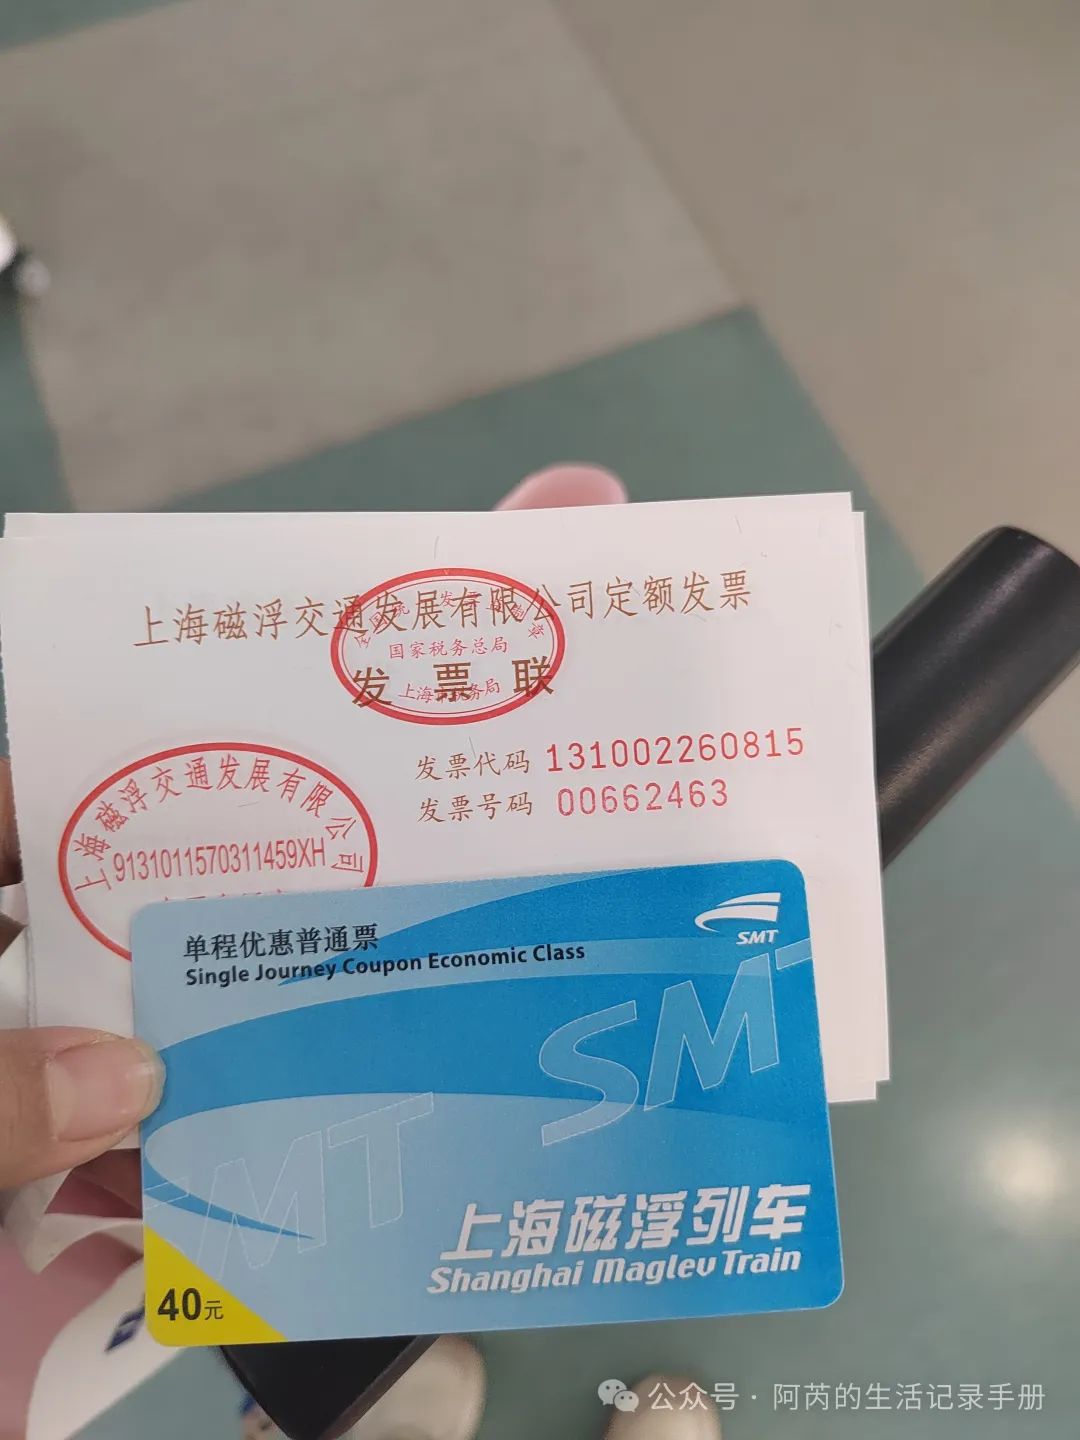 上海磁浮交通发展有限公司定额发票
国家税务总局
发票联
上海市税务局
发票代码 131002260815
发票号码 00662463
上海磁浮交通发展有限公司
9131011570311459XH
单程优惠普通票
Single Journey Coupon Economic Class
SMT
SMT
SMT
上海磁浮列车
Shanghai Maglev Train
40元
公众号·阿芮的生活记录手册